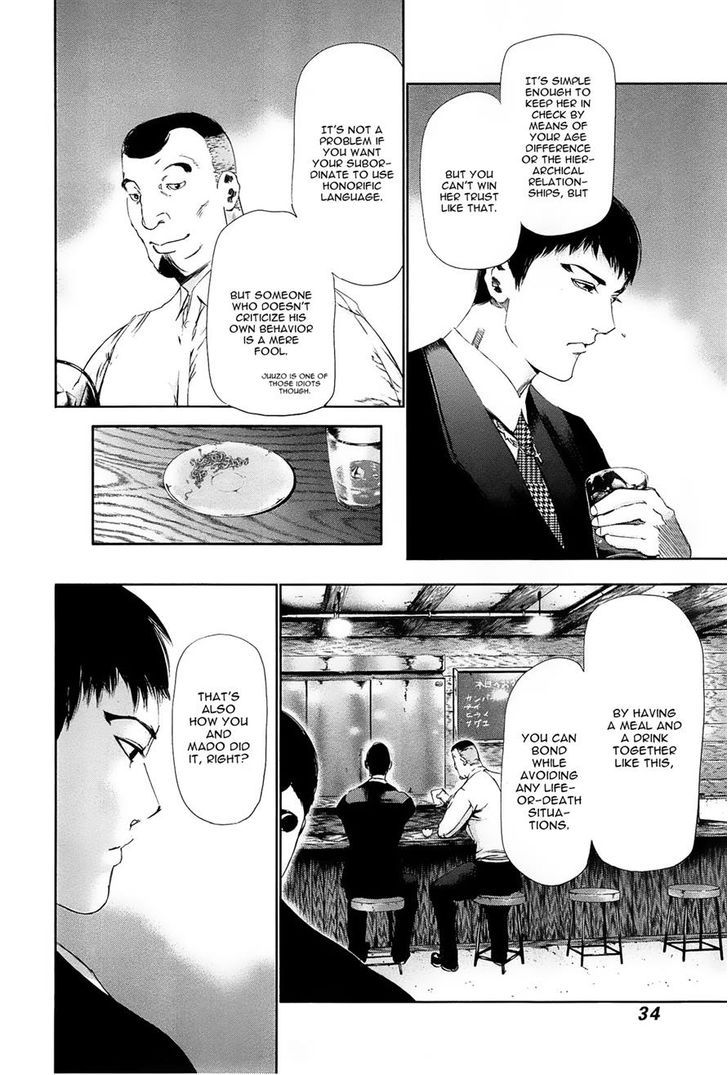 IT'S SIMPLE
ENOUGH TO
KEEP HER IN
CHECK BY
MEANS OF
YOUR AGE
DIFFERENCE
OR THE HIER-
ARCHICAL
RELATION-
SHIPS, BUT
BUT YOU
CAN'T WIN
HER TRUST
LIKE THAT.
IT'S NOT A
PROBLEM IF
YOU WANT
YOUR SUBOR-
DINATE TO USE
HONORIFIC
LANGUAGE.
BUT SOMEONE
WHO DOESN'T
CRITICIZE HIS
OWN BEHAVIOR
IS A MERE
FOOL.
JUUZO IS ONE OF
THOSE IDIOTS
THOUGH.
BY HAVING
A MEAL AND
A DRINK
TOGETHER
LIKE THIS,
YOU CAN
BOND WHILE
AVOIDING
ANY LIFE-
OR-DEATH
SITUA-
TIONS.
THAT'S
ALSO
HOW YOU
AND
MADO DID
IT, RIGHT?
34